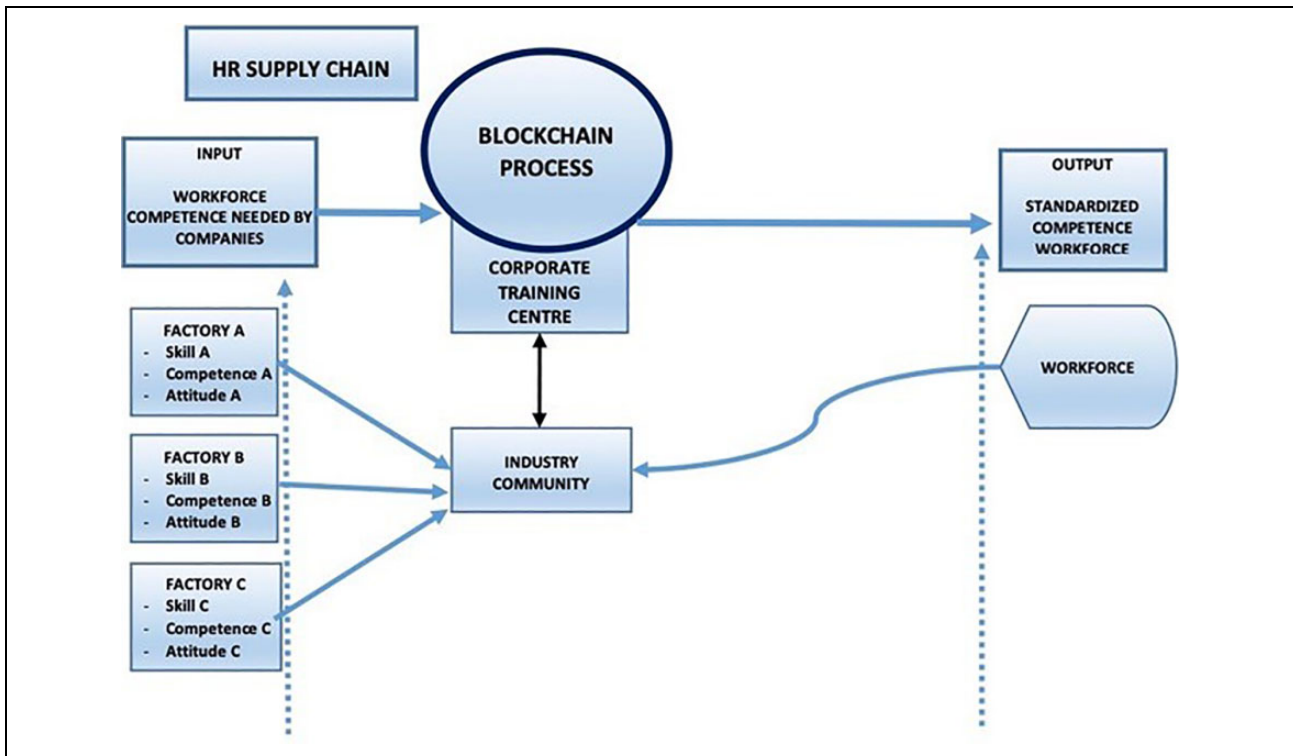 HR SUPPLY CHAIN
BLOCKCHAIN
PROCESS
INPUT
WORKFORCE
COMPETENCE NEEDED BY
COMPANIES
OUTPUT
STANDARDIZED
COMPETENCE
WORKFORCE
CORPORATE
TRAINING
CENTRE
FACTORY A
- Skill A
- Competence A
- Attitude A
WORKFORCE
FACTORY B
- Skill B
- Competence B
- Attitude B
INDUSTRY
COMMUNITY
FACTORY C
- Skill C
- Competence C
- Attitude C